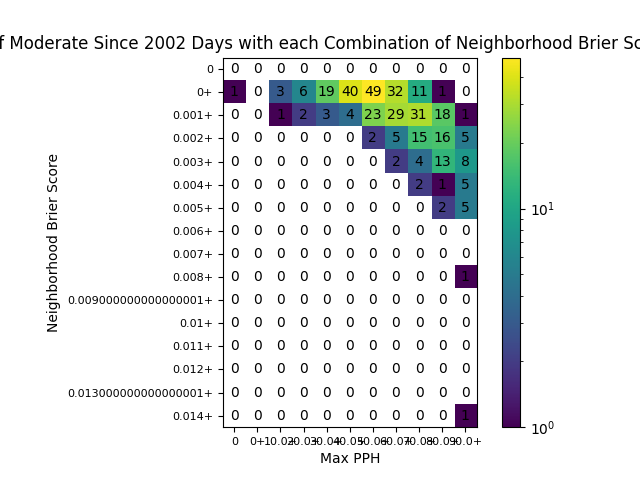 f Moderate Since 2002 Days with each Combination of Neighborhood Brier Sc
0 0 0 0 0 0 0 0 0 0 0 0
0+ 1 0 3 6 19 40 49 32 11 1 0
0.001+ 0 0 1 2 3 4 23 29 31 18 1
0.002+ 0 0 0 0 0 0 2 5 15 16 5
0.003+ 0 0 0 0 0 0 0 2 4 13 8
0.004+ 0 0 0 0 0 0 0 0 2 1 5
0.005+ 0 0 0 0 0 0 0 0 0 2 5
0.006+ 0 0 0 0 0 0 0 0 0 0 0
0.007+ 0 0 0 0 0 0 0 0 0 0 0
0.008+ 0 0 0 0 0 0 0 0 0 0 1
0.009000000000000001+ 0 0 0 0 0 0 0 0 0 0 0
0.01+ 0 0 0 0 0 0 0 0 0 0 0
0.011+ 0 0 0 0 0 0 0 0 0 0 0
0.012+ 0 0 0 0 0 0 0 0 0 0 0
0.013000000000000001+ 0 0 0 0 0 0 0 0 0 0 0
0.014+ 0 0 0 0 0 0 0 0 0 0 1
0 0+
Max PPH
Neighborhood Brier Score
10¹
10⁰